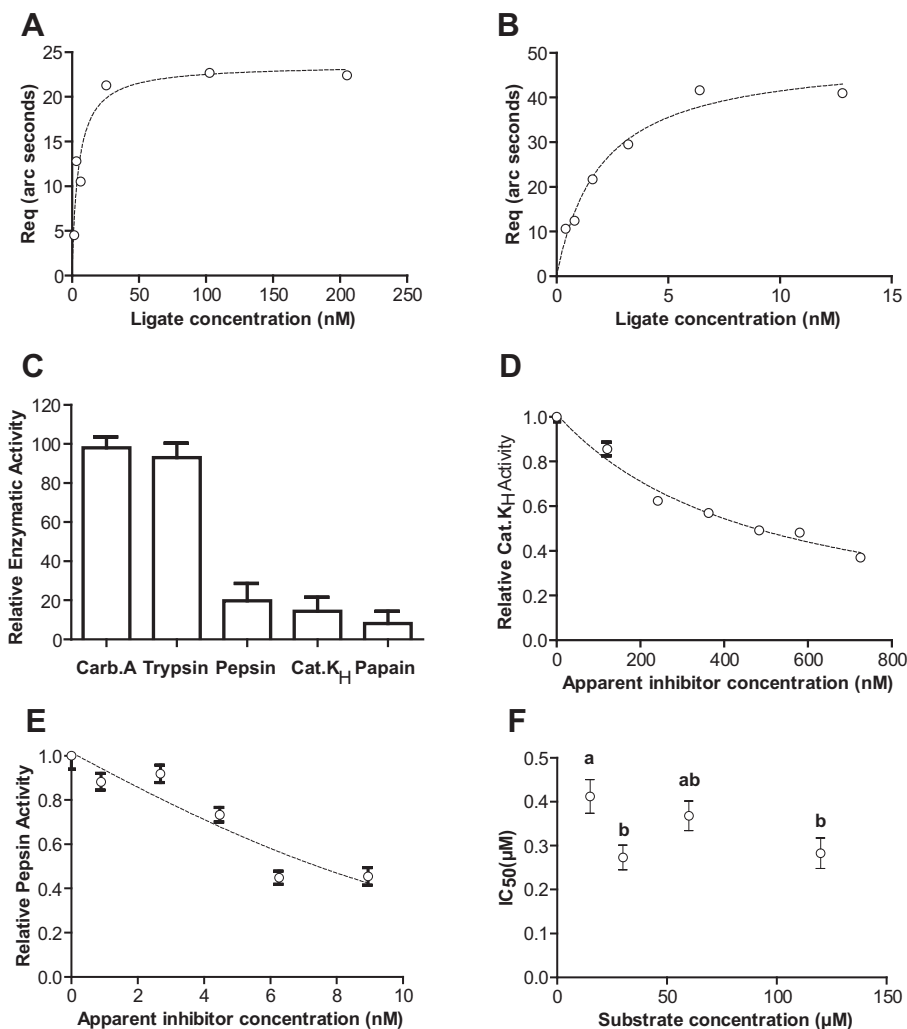 A
Req (arc seconds)
25
20
15
10
5
0
0 50 100 150 200 250
Ligate concentration (nM)
B
Req (arc seconds)
50
40
30
20
10
0
0 5 10 15
Ligate concentration (nM)
C
Relative Enzymatic Activity
120
100
80
60
40
20
0
Carb.A Trypsin Pepsin Cat.KH Papain
D
Relative Cat.KH Activity
1.0
0.8
0.6
0.4
0.2
0.0
0 200 400 600 800
Apparent inhibitor concentration (nM)
E
Relative Pepsin Activity
1.0
0.8
0.6
0.4
0.2
0.0
0 2 4 6 8 10
Apparent inhibitor concentration (nM)
F
IC50(µM)
0.5
0.4
0.3
0.2
0.1
0.0
a
b
ab
b
0 50 100 150
Substrate concentration (µM)